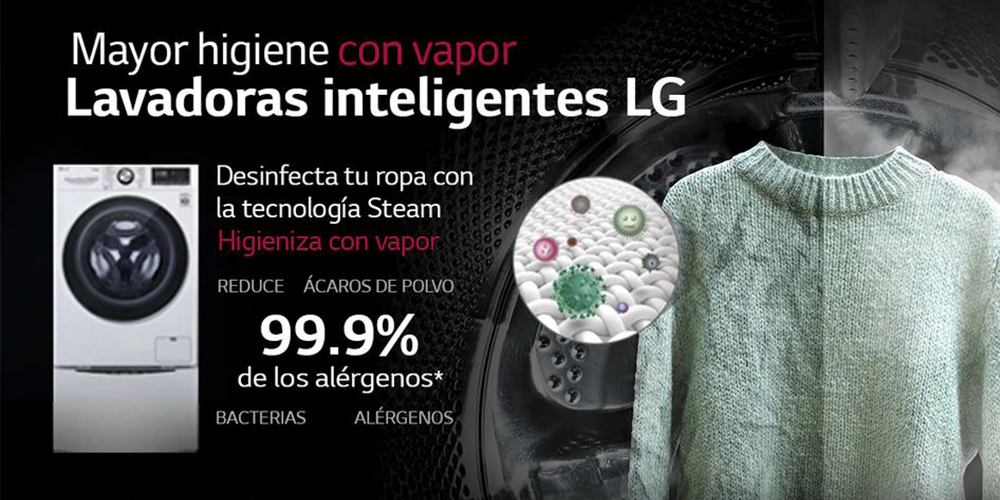 Mayor higiene con vapor
Lavadoras inteligentes LG
Desinfecta tu ropa con
la tecnología Steam
Higieniza con vapor
REDUCE ÁCAROS DE POLVO
99.9%
de los alérgenos*
BACTERIAS ALÉRGENOS